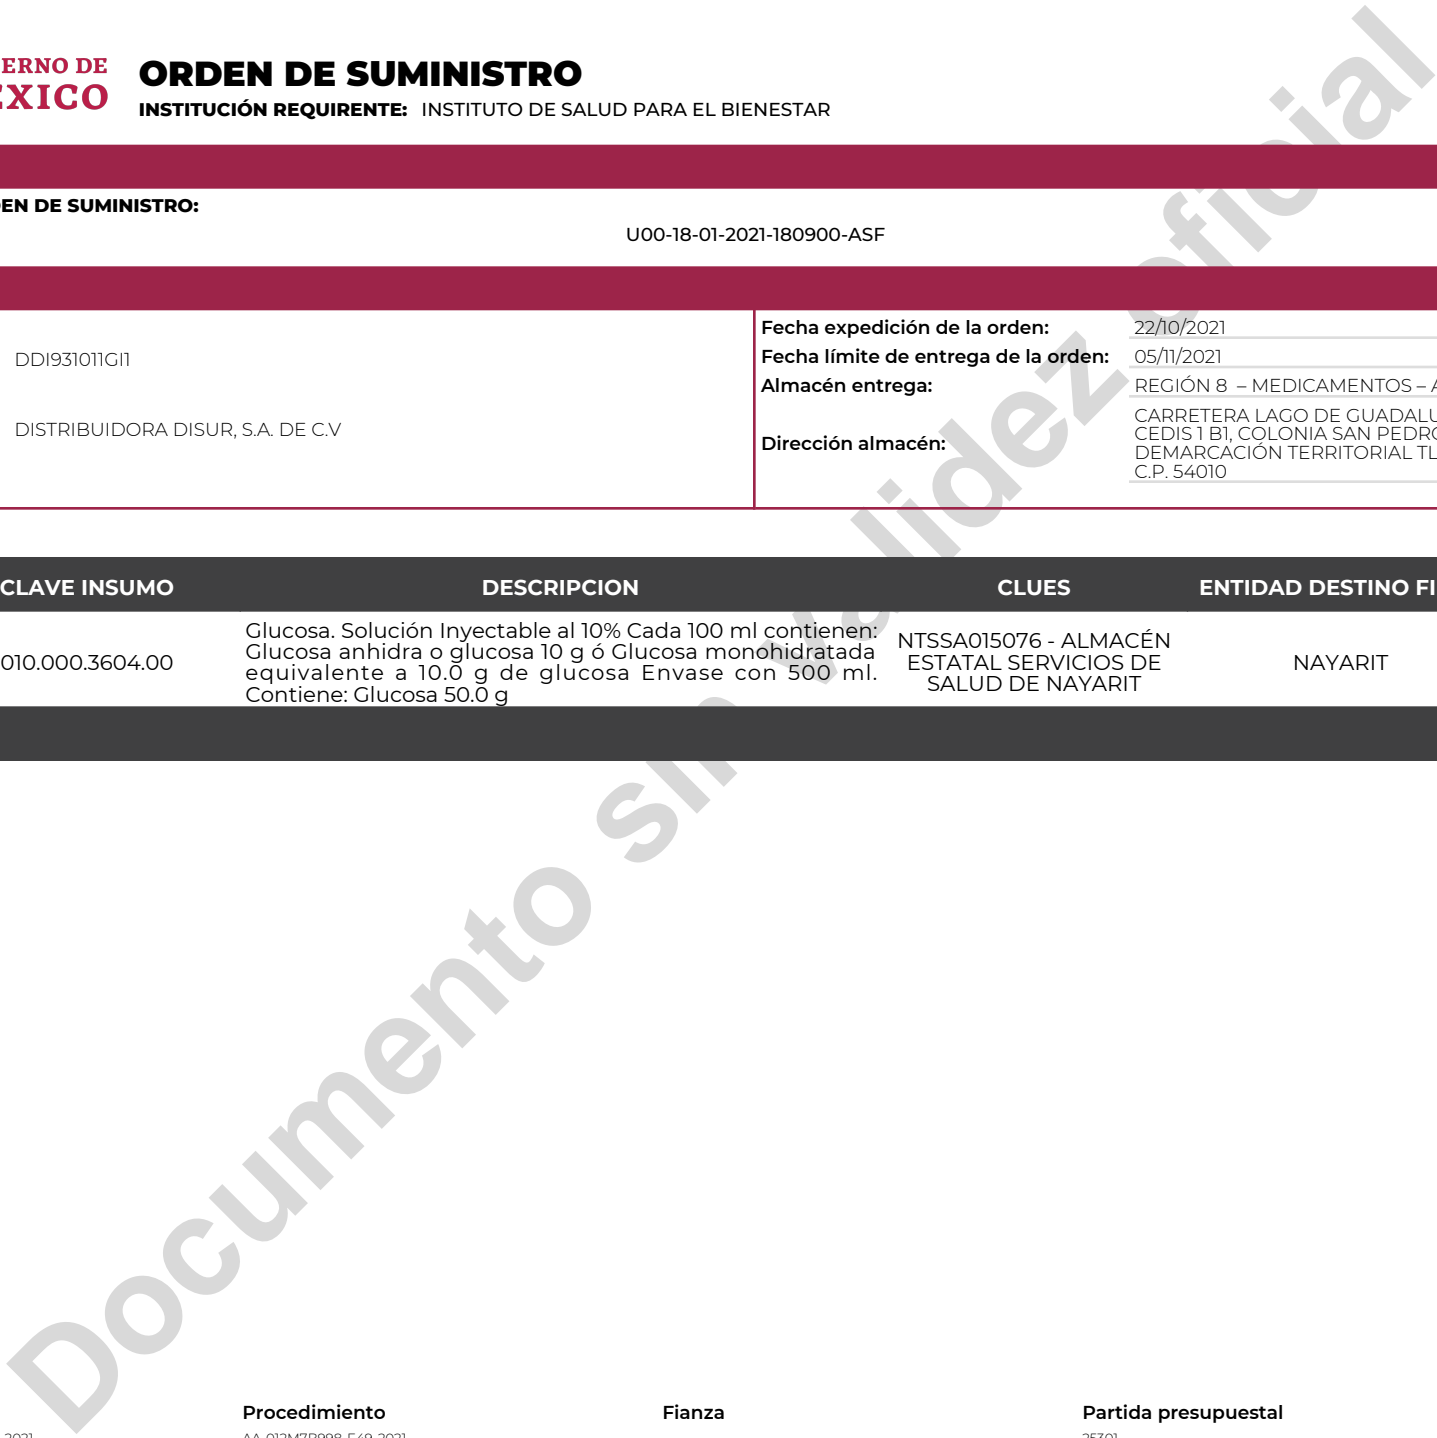 ERNO DE
ÉXICO
ORDEN DE SUMINISTRO
INSTITUCIÓN REQUIRENTE: INSTITUTO DE SALUD PARA EL BIENESTAR
EN DE SUMINISTRO:
U00-18-01-2021-180900-ASF
DDI931011GI1
DISTRIBUIDORA DISUR, S.A. DE C.V
Fecha expedición de la orden: 22/10/2021
Fecha límite de entrega de la orden: 05/11/2021
Almacén entrega: REGIÓN 8 – MEDICAMENTOS – A
Dirección almacén:
CARRETERA LAGO DE GUADALU
CEDIS 1 B1, COLONIA SAN PEDRO
DEMARCACIÓN TERRITORIAL TL
C.P. 54010
CLAVE INSUMO DESCRIPCION CLUES ENTIDAD DESTINO FI
010.000.3604.00
Glucosa. Solución Inyectable al 10% Cada 100 ml contienen:
Glucosa anhidra o glucosa 10 g ó Glucosa monohidratada
equivalente a 10.0 g de glucosa Envase con 500 ml.
Contiene: Glucosa 50.0 g
NTSSA015076 - ALMACÉN
ESTATAL SERVICIOS DE
SALUD DE NAYARIT
NAYARIT
Documento sin validez oficial
Procedimiento Fianza Partida presupuestal